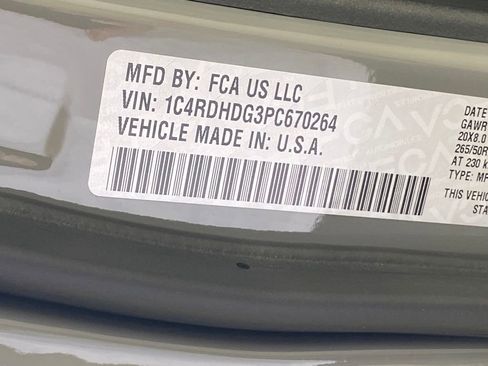 MFD BY: FCA US LLC
VIN: 1C4RDHDG3PC670264
VEHICLE MADE IN: U.S.A.
DATE
GAWR
20X8.0
265/50R
AT 230 k
TYPE: MP
THIS VEHIC
STA